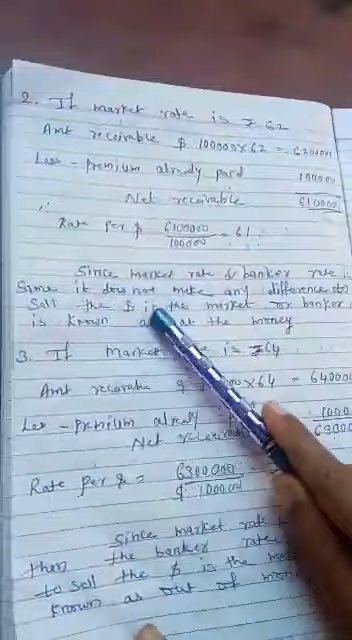 2. If market rate is ₹ 62
Amt receivable $ 100000×62 = 6200000
Less - Premium already paid 100000
Net receivable 6100000
∴ Rate per $ 6100000/100000 = 61
Since market rate & banker rate is
Same it does not make any difference to
Sell the $ in the market or banker
is known at the money
3. If Market is ₹64
Amt recevable $ ×64 = 640000
Les - Premium already 1000
Net 63000
Rate per $ = 6300000/$ 100000
Since market rate
then the banker rate
to sell the $ is the
known as out of